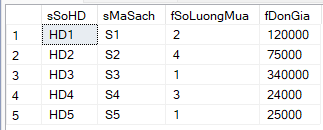 sSoHD sMaSach fSoLuongMua fDonGia
1 HD1 S1 2 120000
2 HD2 S2 4 75000
3 HD3 S3 1 340000
4 HD4 S4 3 24000
5 HD5 S5 1 25000